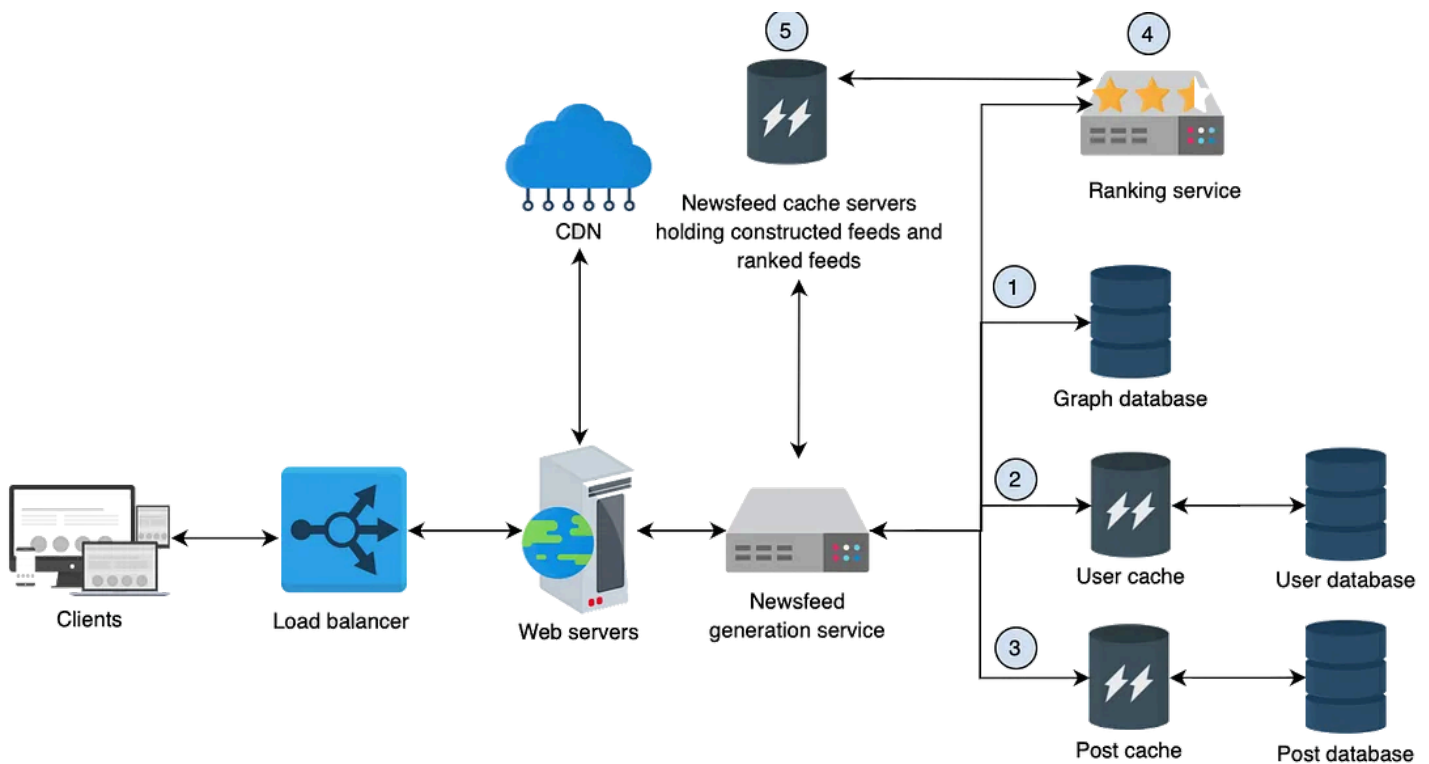 5
4
Ranking service
CDN
Newsfeed cache servers
holding constructed feeds and
ranked feeds
1
Graph database
2
User cache
User database
Clients
Load balancer
Web servers
Newsfeed
generation service
3
Post cache
Post database